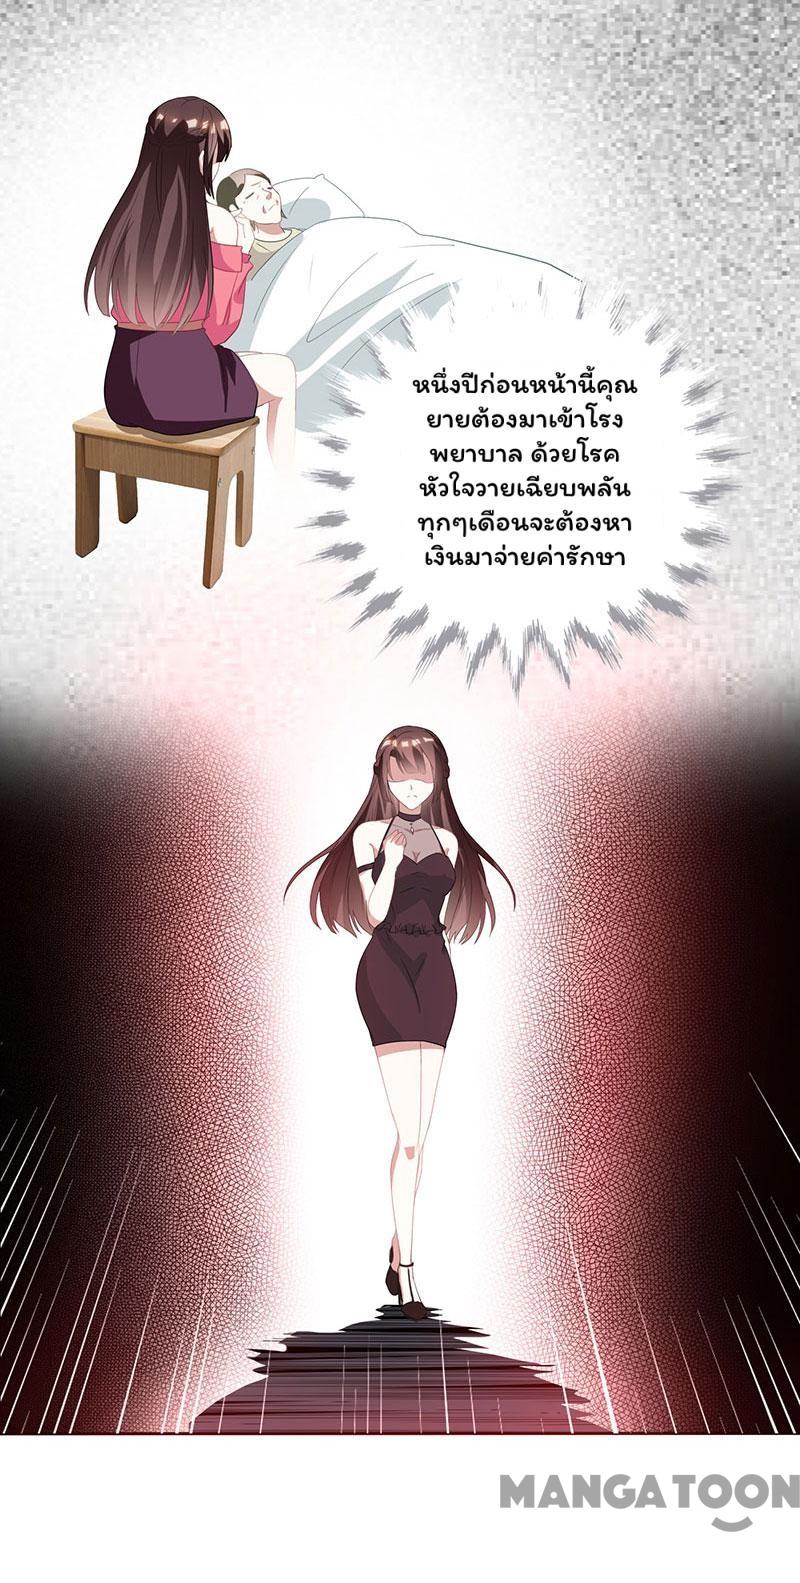 หนึ่งปีก่อนหน้านี้คุณ
ยายต้องมาเข้าโรง
พยาบาล ด้วยโรค
หัวใจวายเฉียบพลัน
ทุกๆเดือนจะต้องหา
เงินมาจ่ายค่ารักษา
MANGATOON